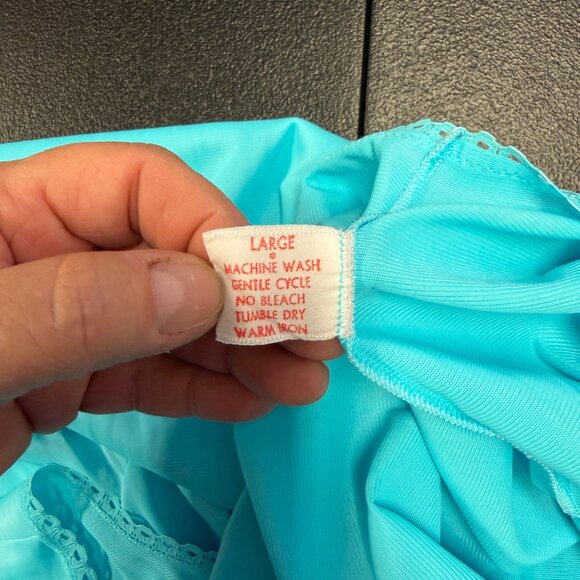 LARGE
MACHINE WASH
GENTLE CYCLE
NO BLEACH
TUMBLE DRY
WARM IRON